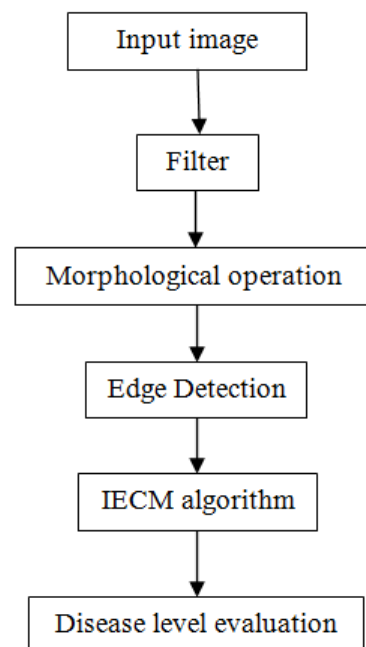 Input image
Filter
Morphological operation
Edge Detection
IECM algorithm
Disease level evaluation